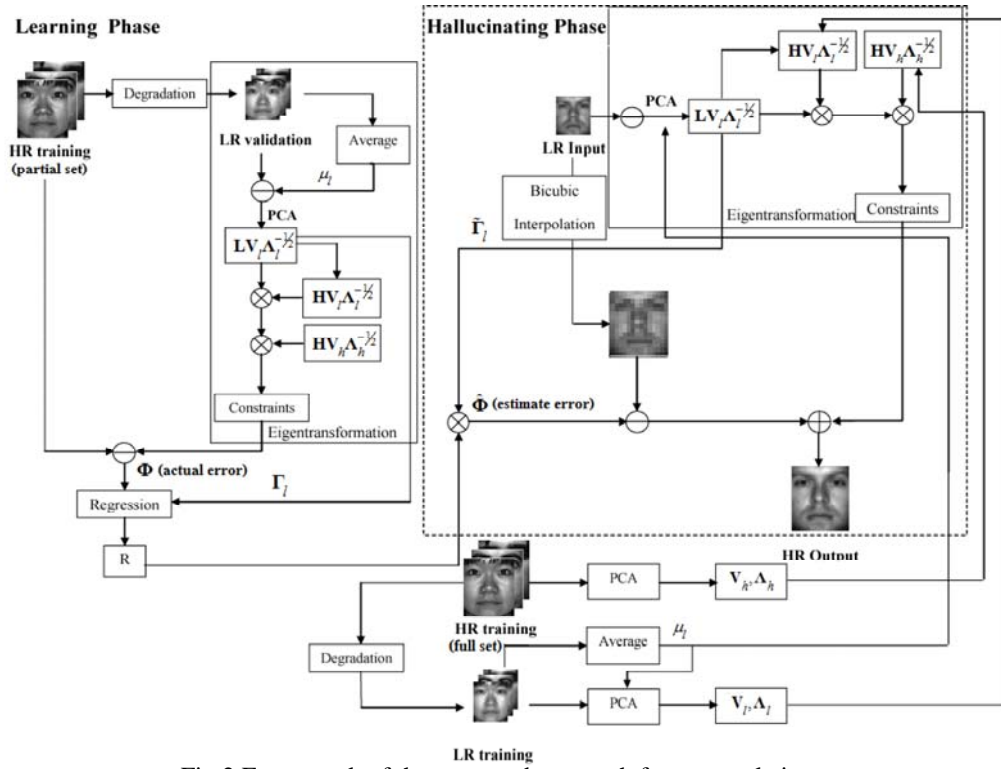 Learning Phase
HR training
(partial set)
Degradation
LR validation
Average
μ_l
PCA
LV_lΛ_l^{-1/2}
HV_lΛ_l^{-1/2}
HV_hΛ_h^{-1/2}
Constraints
Eigentransformation
Φ (actual error)
Γ_l
Regression
R
Hallucinating Phase
LR Input
PCA
LV_lΛ_l^{-1/2}
HV_lΛ_l^{-1/2}
HV_hΛ_h^{-1/2}
Bicubic
Interpolation
Eigentransformation
Constraints
Γ̃_l
Φ̂ (estimate error)
HR Output
HR training
(full set)
PCA
V_h,Λ_h
Degradation
Average
μ_l
LR training
PCA
V_l,Λ_l